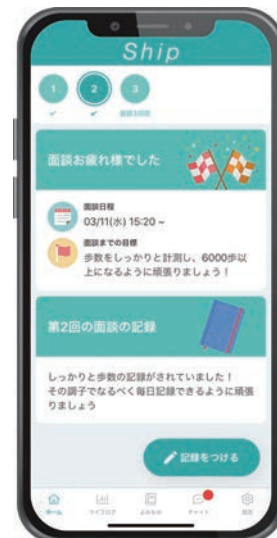 Ship
1 2 3
面談お疲れ様でした
面談日程
03/11(水) 15:20 ~
面談までの目標
歩数をしっかりと計測し、6000歩以
上になるように頑張りましょう！
第2回の面談の記録
しっかりと歩数の記録がされていました！
その調子でなるべく毎日記録できるように頑張
りましょう
記録をつける
ホーム ライフログ よみもの チャット 設定